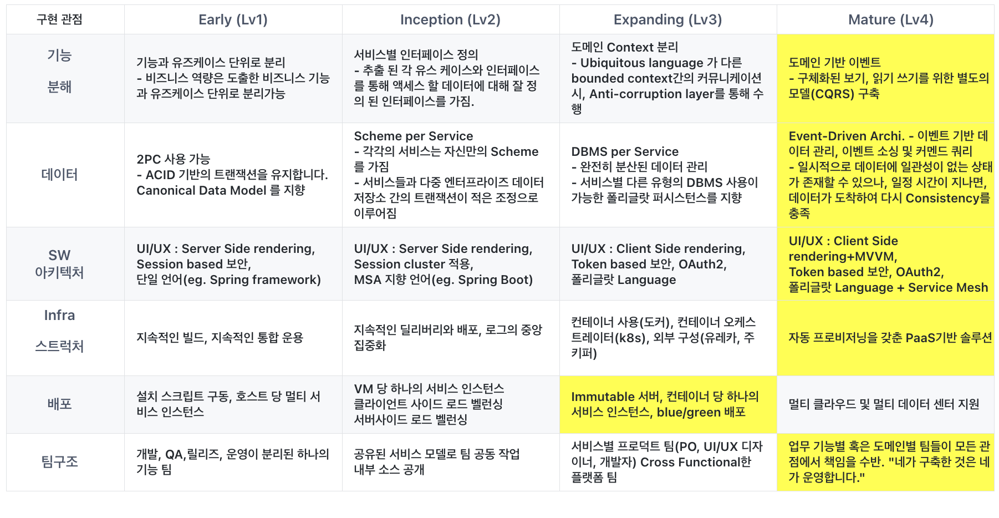 구현 관점
Early (Lv1)
Inception (Lv2)
Expanding (Lv3)
Mature (Lv4)
기능
분해
기능과 유즈케이스 단위로 분리
- 비즈니스 역량은 도출한 비즈니스 기능
과 유즈케이스 단위로 분리가능
서비스별 인터페이스 정의
- 추출 된 각 유스 케이스와 인터페이스
를 통해 액세스 할 데이터에 대해 잘 정
의 된 인터페이스를 가짐.
도메인 Context 분리
- Ubiquitous language 가 다른
bounded context간의 커뮤니케이션
시, Anti-corruption layer를 통해 수
행
도메인 기반 이벤트
- 구체화된 보기, 읽기 쓰기를 위한 별도의
모델(CQRS) 구축
데이터
2PC 사용 가능
- ACID 기반의 트랜잭션을 유지합니다.
Canonical Data Model 를 지향
Scheme per Service
- 각각의 서비스는 자신만의 Scheme
를 가짐
- 서비스들과 다중 엔터프라이즈 데이터
저장소 간의 트랜잭션이 적은 조정으로
이루어짐
DBMS per Service
- 완전히 분산된 데이터 관리
- 서비스별 다른 유형의 DBMS 사용이
가능한 폴리글랏 퍼시스턴스를 지향
Event-Driven Archi. - 이벤트 기반 데
이터 관리, 이벤트 소싱 및 커멘드 쿼리
- 일시적으로 데이터에 일관성이 없는 상태
가 존재할 수 있으나, 일정 시간이 지나면,
데이터가 도착하여 다시 Consistency를
충족
SW
아키텍처
UI/UX : Server Side rendering,
Session based 보안,
단일 언어(eg. Spring framework)
UI/UX : Server Side rendering,
Session cluster 적용,
MSA 지향 언어(eg. Spring Boot)
UI/UX : Client Side rendering,
Token based 보안, OAuth2,
폴리글랏 Language
UI/UX : Client Side
rendering+MVVM,
Token based 보안, OAuth2,
폴리글랏 Language + Service Mesh
Infra
스트럭처
지속적인 빌드, 지속적인 통합 운용
지속적인 딜리버리와 배포, 로그의 중앙
집중화
컨테이너 사용(도커), 컨테이너 오케스
트레이터(k8s), 외부 구성(유레카, 주
키퍼)
자동 프로비저닝을 갖춘 PaaS기반 솔루션
배포
설치 스크립트 구동, 호스트 당 멀티 서
비스 인스턴스
VM 당 하나의 서비스 인스턴스
클라이언트 사이드 로드 벨런싱
서버사이드 로드 벨런싱
Immutable 서버, 컨테이너 당 하나의
서비스 인스턴스, blue/green 배포
멀티 클라우드 및 멀티 데이터 센터 지원
팀구조
개발, QA,릴리즈, 운영이 분리된 하나의
기능 팀
공유된 서비스 모델로 팀 공동 작업
내부 소스 공개
서비스별 프로덕트 팀(PO, UI/UX 디자
이너, 개발자) Cross Functional한
플랫폼 팀
업무 기능별 혹은 도메인별 팀들이 모든 관
점에서 책임을 수반. "네가 구축한 것은 네
가 운영합니다."